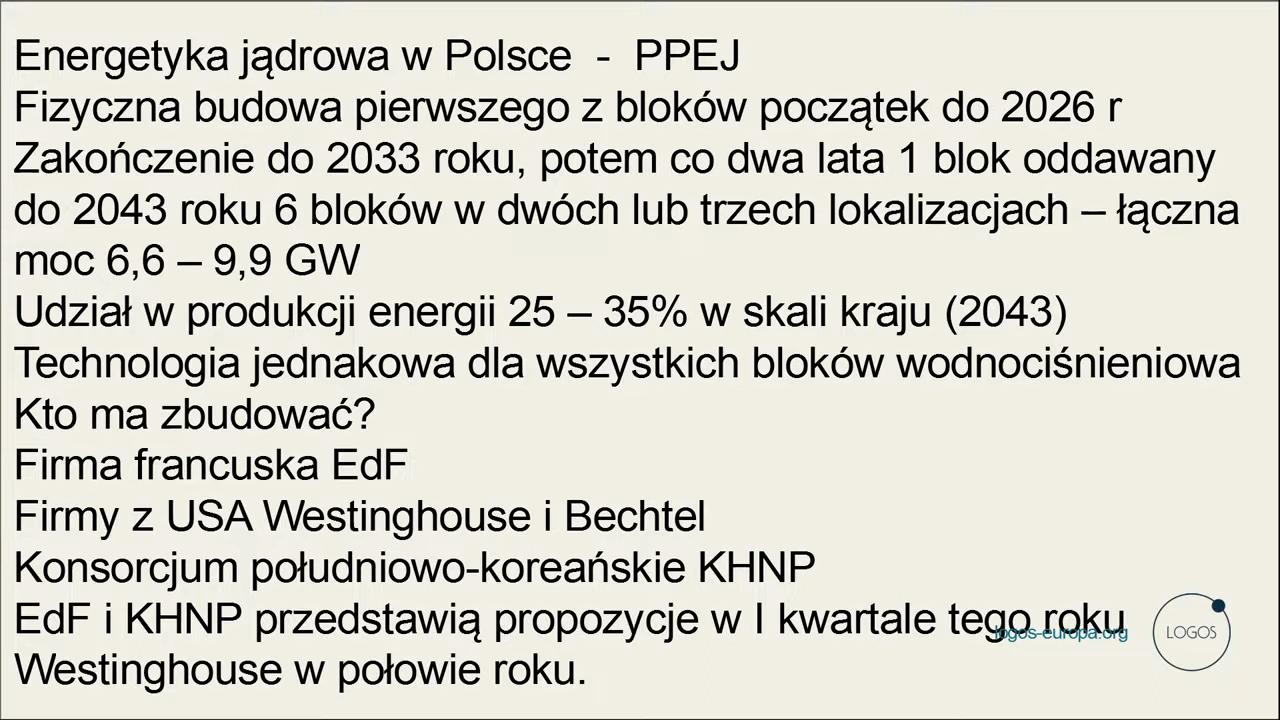 Energetyka jądrowa w Polsce - PPEJ
Fizyczna budowa pierwszego z bloków początek do 2026 r
Zakończenie do 2033 roku, potem co dwa lata 1 blok oddawany
do 2043 roku 6 bloków w dwóch lub trzech lokalizacjach – łączna
moc 6,6 – 9,9 GW
Udział w produkcji energii 25 – 35% w skali kraju (2043)
Technologia jednakowa dla wszystkich bloków wodnociśnieniowa
Kto ma zbudować?
Firma francuska EdF
Firmy z USA Westinghouse i Bechtel
Konsorcjum południowo-koreańskie KHNP
EdF i KHNP przedstawią propozycje w I kwartale tego roku
logos-europa.org
LOGOS
Westinghouse w połowie roku.